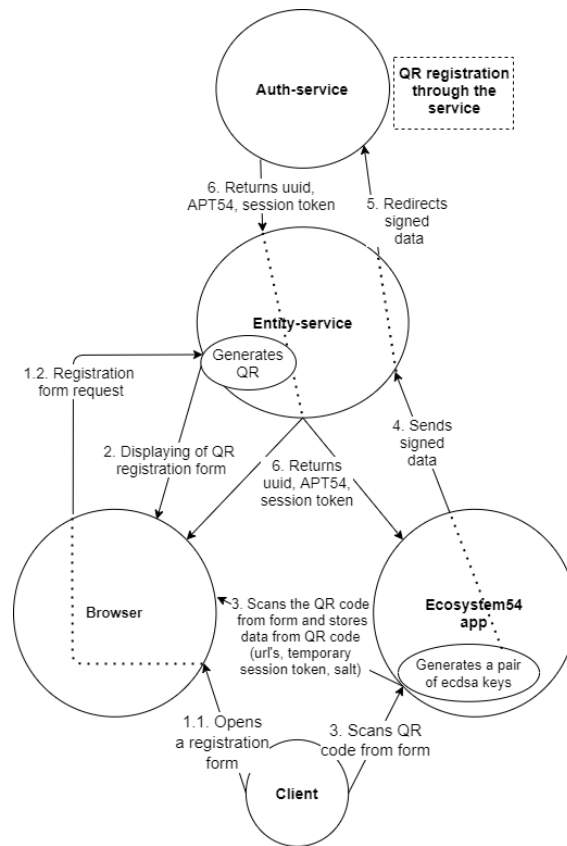 Auth-service
QR registration
through the
service
6. Returns uuid,
APT54, session token
5. Redirects
signed
data
Entity-service
Generates
QR
1.2. Registration
form request
4. Sends
signed
data
2. Displaying of QR
registration form
6. Returns
uuid, APT54,
session token
Browser
3. Scans the QR code
from form and stores
data from QR code
(url's, temporary
session token, salt)
Ecosystem54
app
Generates a pair
of ecdsa keys
1.1. Opens
a registration
form
3. Scans QR
code from form
Client